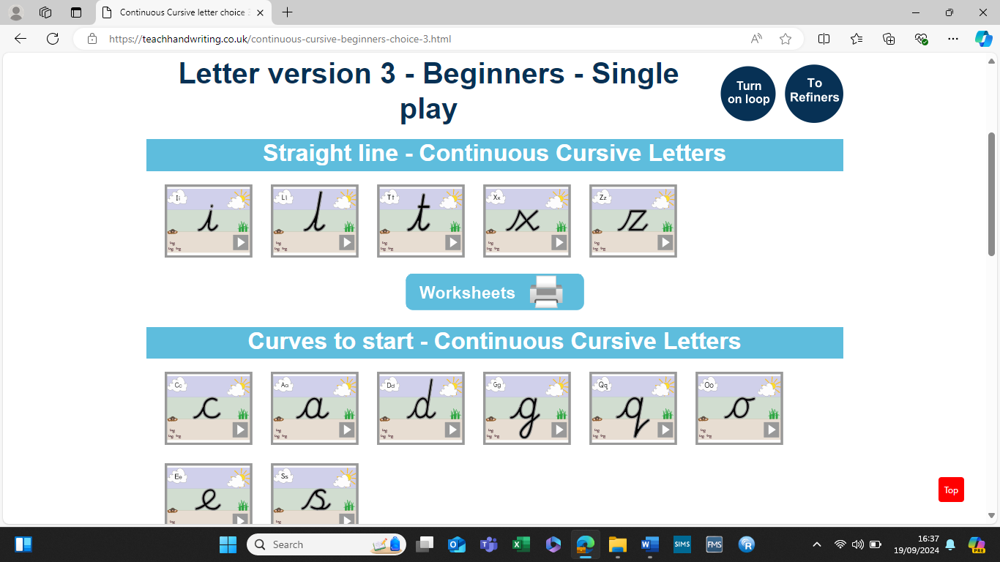 Continuous Cursive letter choice 3
https://teachhandwriting.co.uk/continuous-cursive-beginners-choice-3.html
Letter version 3 - Beginners - Single
play
Turn
on loop
To
Refiners
Straight line - Continuous Cursive Letters
Ii i
Ll l
Tt t
Xx x
Zz z
Worksheets
Curves to start - Continuous Cursive Letters
Cc c
Aa a
Dd d
Gg g
Qq q
Oo o
Ee e
Ss s
Top
Search
SIMS
FMS
R
PRE
16:37
19/09/2024